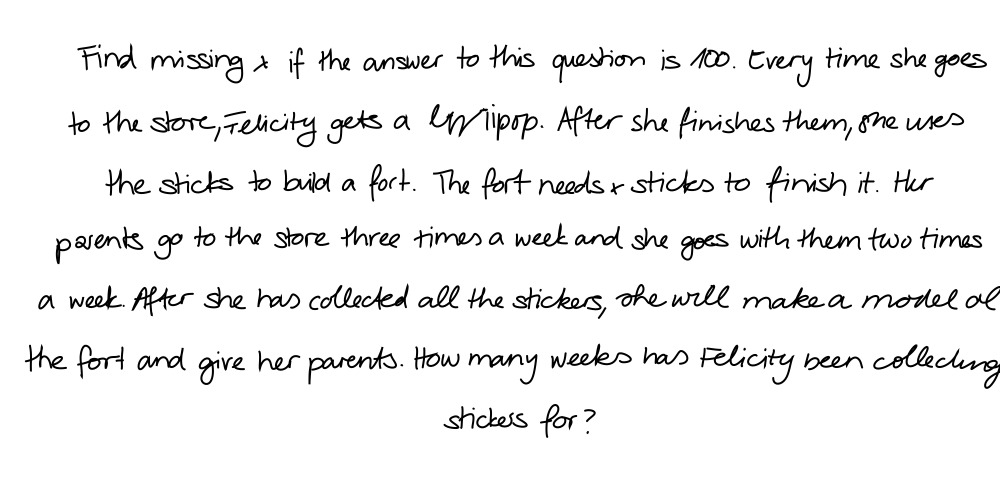 Find missing x if the answer to this question is 100. Every time she goes
to the store, Felicity gets a lollipop. After she finishes them, she uses
the sticks to build a fort. The fort needs x sticks to finish it. Her
parents go to the store three times a week and she goes with them two times
a week. After she has collected all the stickers, she will make a model of
the fort and give her parents. How many weeks has Felicity been collecting
stickers for?